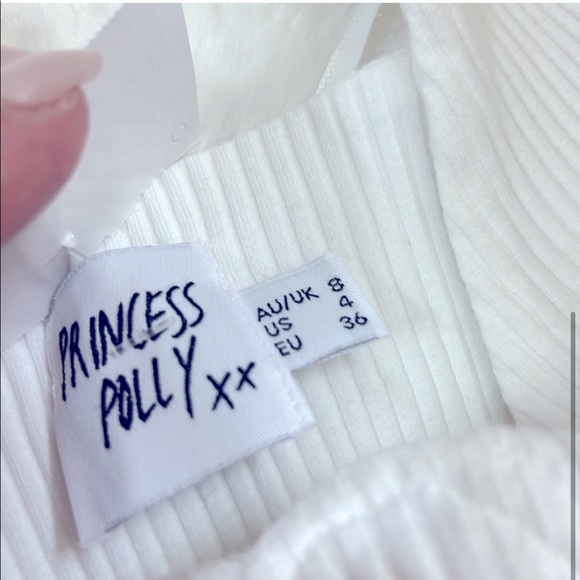 PRINCESS
POLLY xx
AU/UK 8
US 4
EU 36